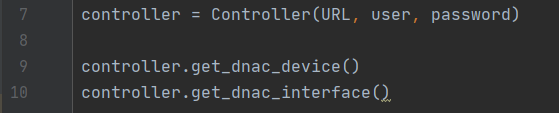 7 controller = Controller(URL, user, password)
8
9 controller.get_dnac_device()
10 controller.get_dnac_interface()